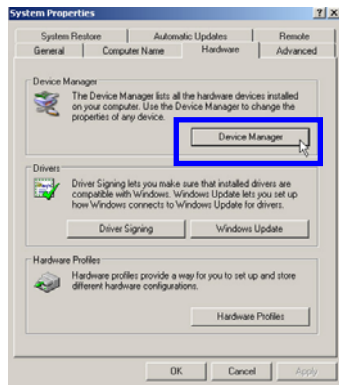 System Properties
System Restore Automatic Updates Remote
General Computer Name Hardware Advanced
Device Manager
The Device Manager lists all the hardware devices installed
on your computer. Use the Device Manager to change the
properties of any device.
Device Manager
Drivers
Driver Signing lets you make sure that installed drivers are
compatible with Windows. Windows Update lets you set up
how Windows connects to Windows Update for drivers.
Driver Signing Windows Update
Hardware Profiles
Hardware profiles provide a way for you to set up and store
different hardware configurations.
Hardware Profiles
OK Cancel Apply